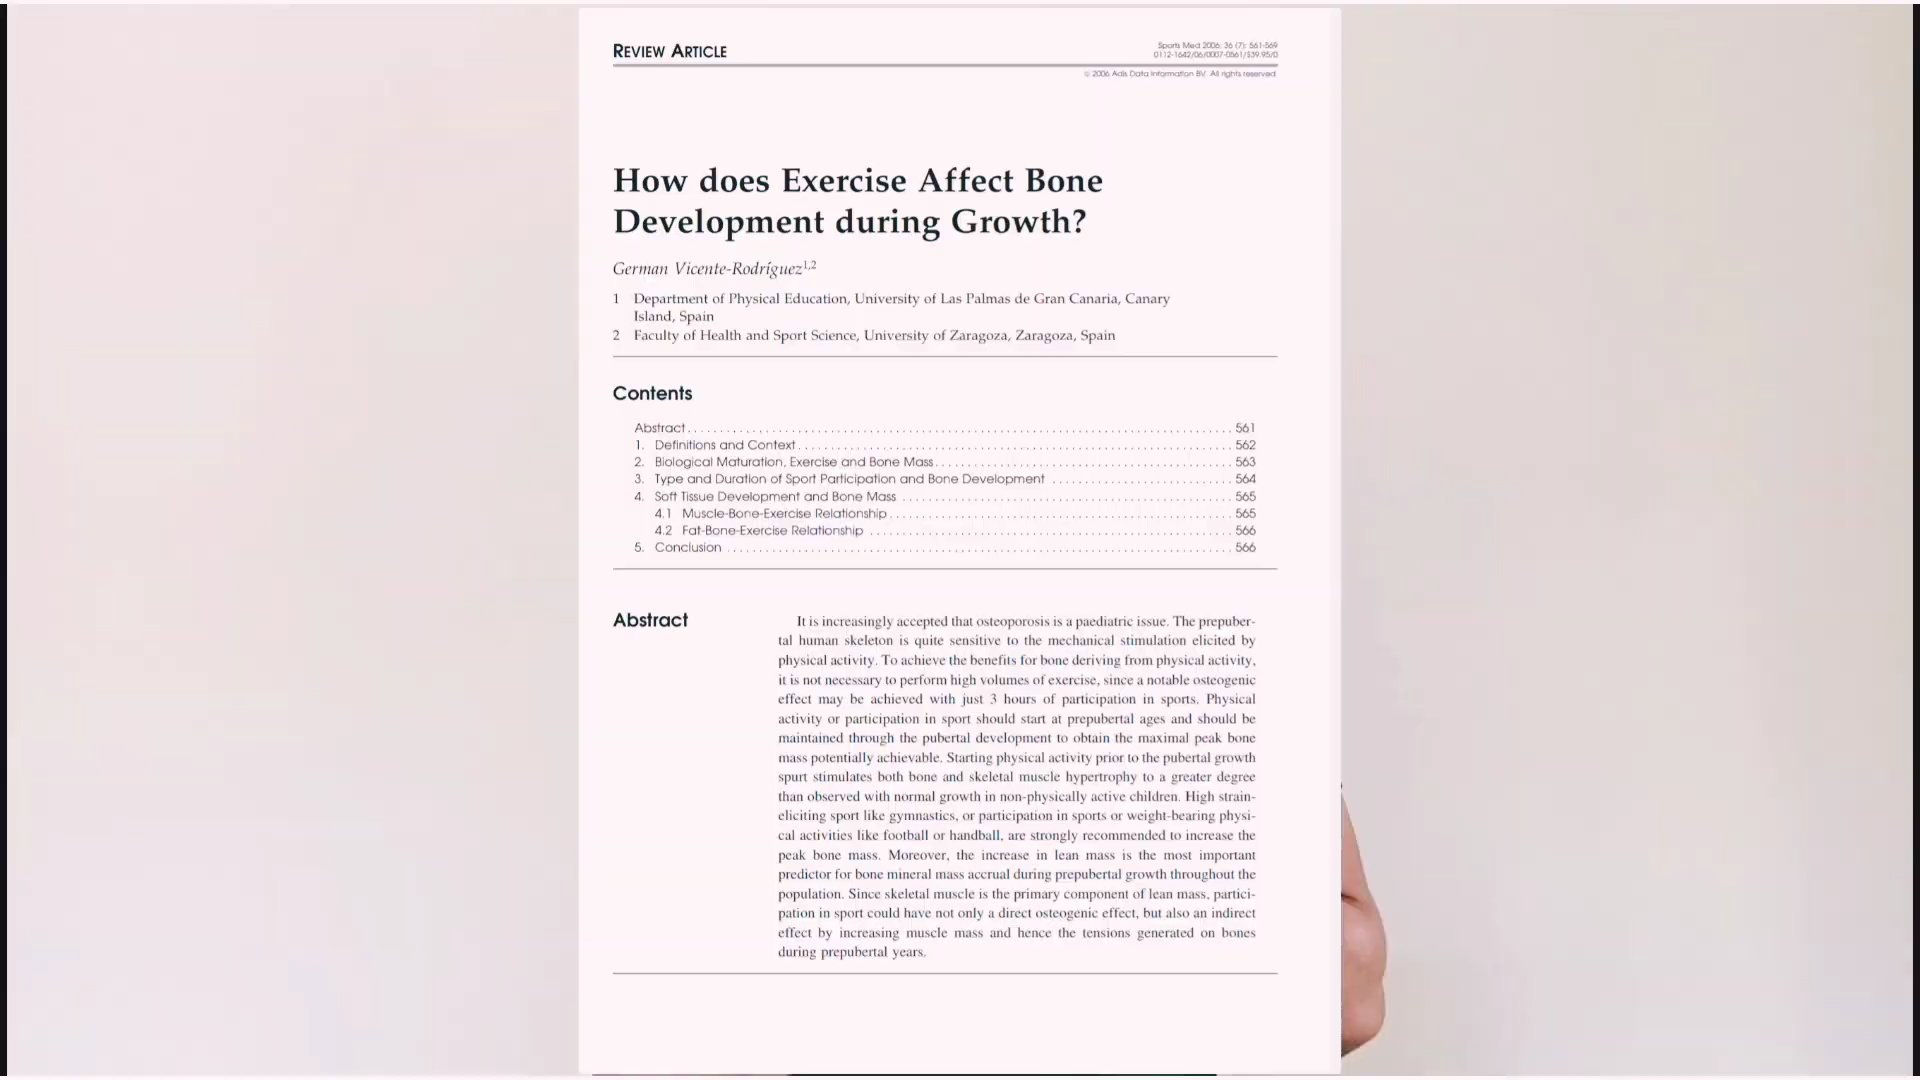 REVIEW ARTICLE
Sports Med 2006; 36 (7): 561-569
0112-1642/06/0007-0561/$39.95/0
© 2006 Adis Data Information BV. All rights reserved.
How does Exercise Affect Bone
Development during Growth?
German Vicente-Rodríguez1,2
1 Department of Physical Education, University of Las Palmas de Gran Canaria, Canary
Island, Spain
2 Faculty of Health and Sport Science, University of Zaragoza, Zaragoza, Spain
Contents
Abstract 561
1. Definitions and Context 562
2. Biological Maturation, Exercise and Bone Mass 563
3. Type and Duration of Sport Participation and Bone Development 564
4. Soft Tissue Development and Bone Mass 565
4.1 Muscle-Bone-Exercise Relationship 565
4.2 Fat-Bone-Exercise Relationship 566
5. Conclusion 566
Abstract
It is increasingly accepted that osteoporosis is a paediatric issue. The prepuber-
tal human skeleton is quite sensitive to the mechanical stimulation elicited by
physical activity. To achieve the benefits for bone deriving from physical activity,
it is not necessary to perform high volumes of exercise, since a notable osteogenic
effect may be achieved with just 3 hours of participation in sports. Physical
activity or participation in sport should start at prepubertal ages and should be
maintained through the pubertal development to obtain the maximal peak bone
mass potentially achievable. Starting physical activity prior to the pubertal growth
spurt stimulates both bone and skeletal muscle hypertrophy to a greater degree
than observed with normal growth in non-physically active children. High strain-
eliciting sport like gymnastics, or participation in sports or weight-bearing physi-
cal activities like football or handball, are strongly recommended to increase the
peak bone mass. Moreover, the increase in lean mass is the most important
predictor for bone mineral mass accrual during prepubertal growth throughout the
population. Since skeletal muscle is the primary component of lean mass, partici-
pation in sport could have not only a direct osteogenic effect, but also an indirect
effect by increasing muscle mass and hence the tensions generated on bones
during prepubertal years.